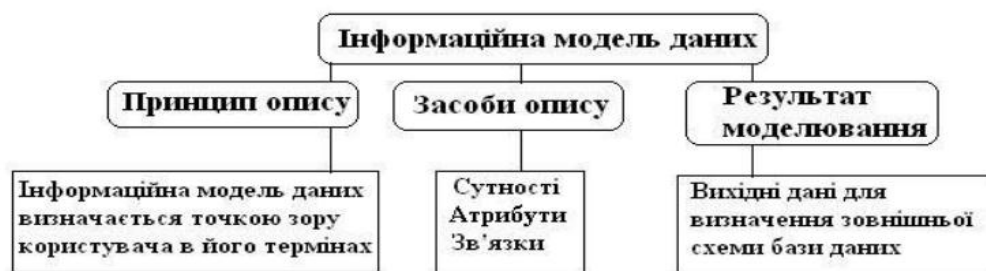 Інформаційна модель даних
Принцип опису
Засоби опису
Результат
моделювання
Інформаційна модель даних
визначається точкою зору
користувача в його термінах
Сутності
Атрибути
Зв’язки
Вихідні дані для
визначення зовнішньої
схеми бази даних